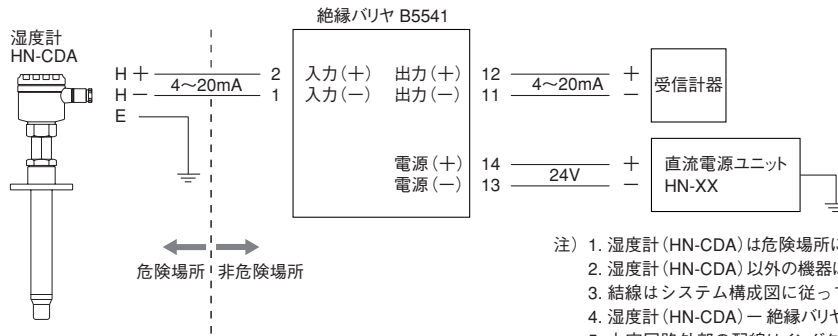 絶縁バリヤ B5541
湿度計
HN-CDA
H＋ 4〜20mA 2 入力(＋) 出力(＋) 12 4〜20mA ＋ 受信計器
H− 1 入力(−) 出力(−) 11 −
E
電源(＋) 14 24V ＋ 直流電源ユニット
電源(−) 13 − HN-XX
危険場所 非危険場所
注) 1. 湿度計(HN-CDA)は危険場所に
2. 湿度計(HN-CDA)以外の機器は
3. 結線はシステム構成図に従って
4. 湿度計(HN-CDA)ー絶縁バリヤ